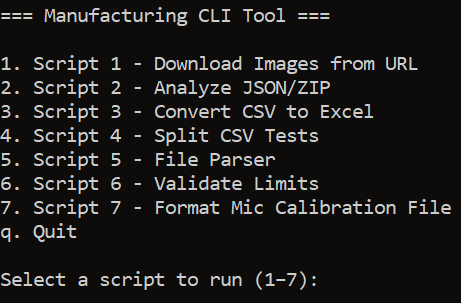 === Manufacturing CLI Tool ===
1. Script 1 - Download Images from URL
2. Script 2 - Analyze JSON/ZIP
3. Script 3 - Convert CSV to Excel
4. Script 4 - Split CSV Tests
5. Script 5 - File Parser
6. Script 6 - Validate Limits
7. Script 7 - Format Mic Calibration File
q. Quit
Select a script to run (1–7):